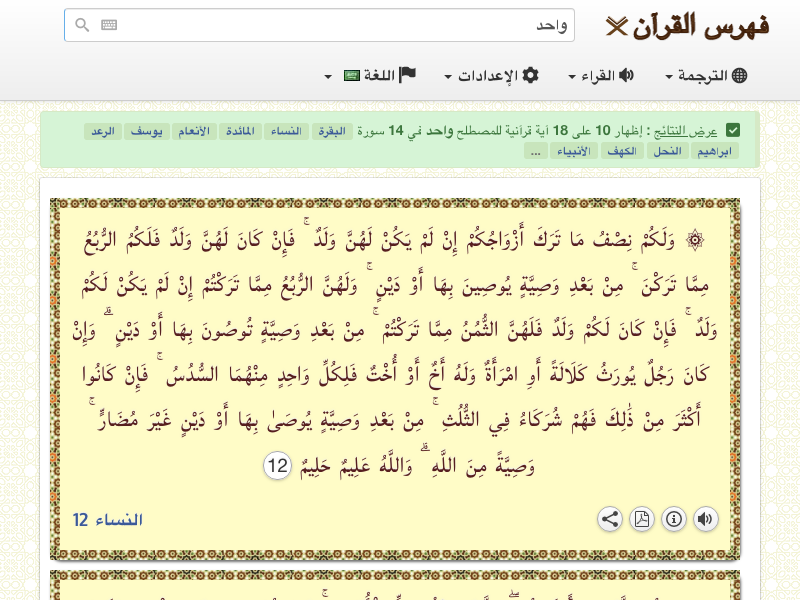 فهرس القرآن
واحد
الترجمة
القراء
الإعدادات
اللغة
عرض النتائج : إظهار 10 على 18 آية قرآنية للمصطلح واحد في 14 سورة البقرة النساء المائدة الأنعام يوسف الرعد
ابراهيم النحل الكهف الأنبياء ...
۞ وَلَكُمْ نِصْفُ مَا تَرَكَ أَزْوَاجُكُمْ إِنْ لَمْ يَكُنْ لَهُنَّ وَلَدٌ ۚ فَإِنْ كَانَ لَهُنَّ وَلَدٌ فَلَكُمُ الرُّبُعُ
مِمَّا تَرَكْنَ ۚ مِنْ بَعْدِ وَصِيَّةٍ يُوصِينَ بِهَا أَوْ دَيْنٍ ۚ وَلَهُنَّ الرُّبُعُ مِمَّا تَرَكْتُمْ إِنْ لَمْ يَكُنْ لَكُمْ
وَلَدٌ ۚ فَإِنْ كَانَ لَكُمْ وَلَدٌ فَلَهُنَّ الثُّمُنُ مِمَّا تَرَكْتُمْ ۚ مِنْ بَعْدِ وَصِيَّةٍ تُوصُونَ بِهَا أَوْ دَيْنٍ ۗ وَإِنْ
كَانَ رَجُلٌ يُورَثُ كَلَالَةً أَوِ امْرَأَةٌ وَلَهُ أَخٌ أَوْ أُخْتٌ فَلِكُلِّ وَاحِدٍ مِنْهُمَا السُّدُسُ ۚ فَإِنْ كَانُوا
أَكْثَرَ مِنْ ذَٰلِكَ فَهُمْ شُرَكَاءُ فِي الثُّلُثِ ۚ مِنْ بَعْدِ وَصِيَّةٍ يُوصَىٰ بِهَا أَوْ دَيْنٍ غَيْرَ مُضَارٍّ ۚ
وَصِيَّةً مِنَ اللَّهِ ۗ وَاللَّهُ عَلِيمٌ حَلِيمٌ 12
النساء 12